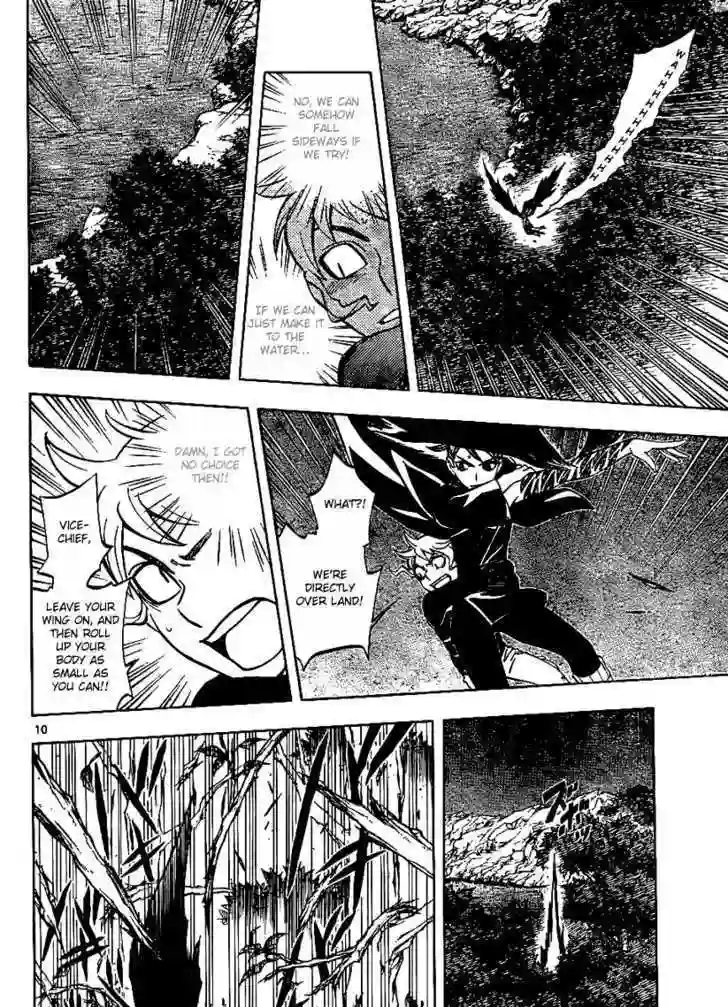 WAHHHHHHHHHHHHHHHH
NO, WE CAN
SOMEHOW
FALL
SIDEWAYS IF
WE TRY!
IF WE CAN
JUST MAKE IT
TO THE
WATER...
WHAT?!
WE'RE
DIRECTLY
OVER LAND!
DAMN, I GOT
NO CHOICE
THEN!!
VICE-
CHIEF,
LEAVE YOUR
WING ON, AND
THEN ROLL
UP YOUR
BODY AS
SMALL AS
YOU CAN!!
10